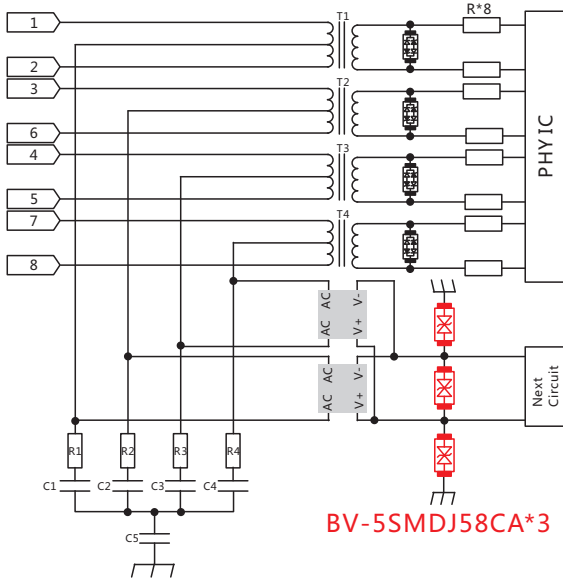 R*8
T1
1
2
T2
3
6
T3
4
5
T4
7
8
PHY IC
AC
AC
V-
V+
AC
AC
V-
V+
Next
Circuit
R1
R2
R3
R4
C1
C2
C3
C4
C5
BV-5SMDJ58CA*3